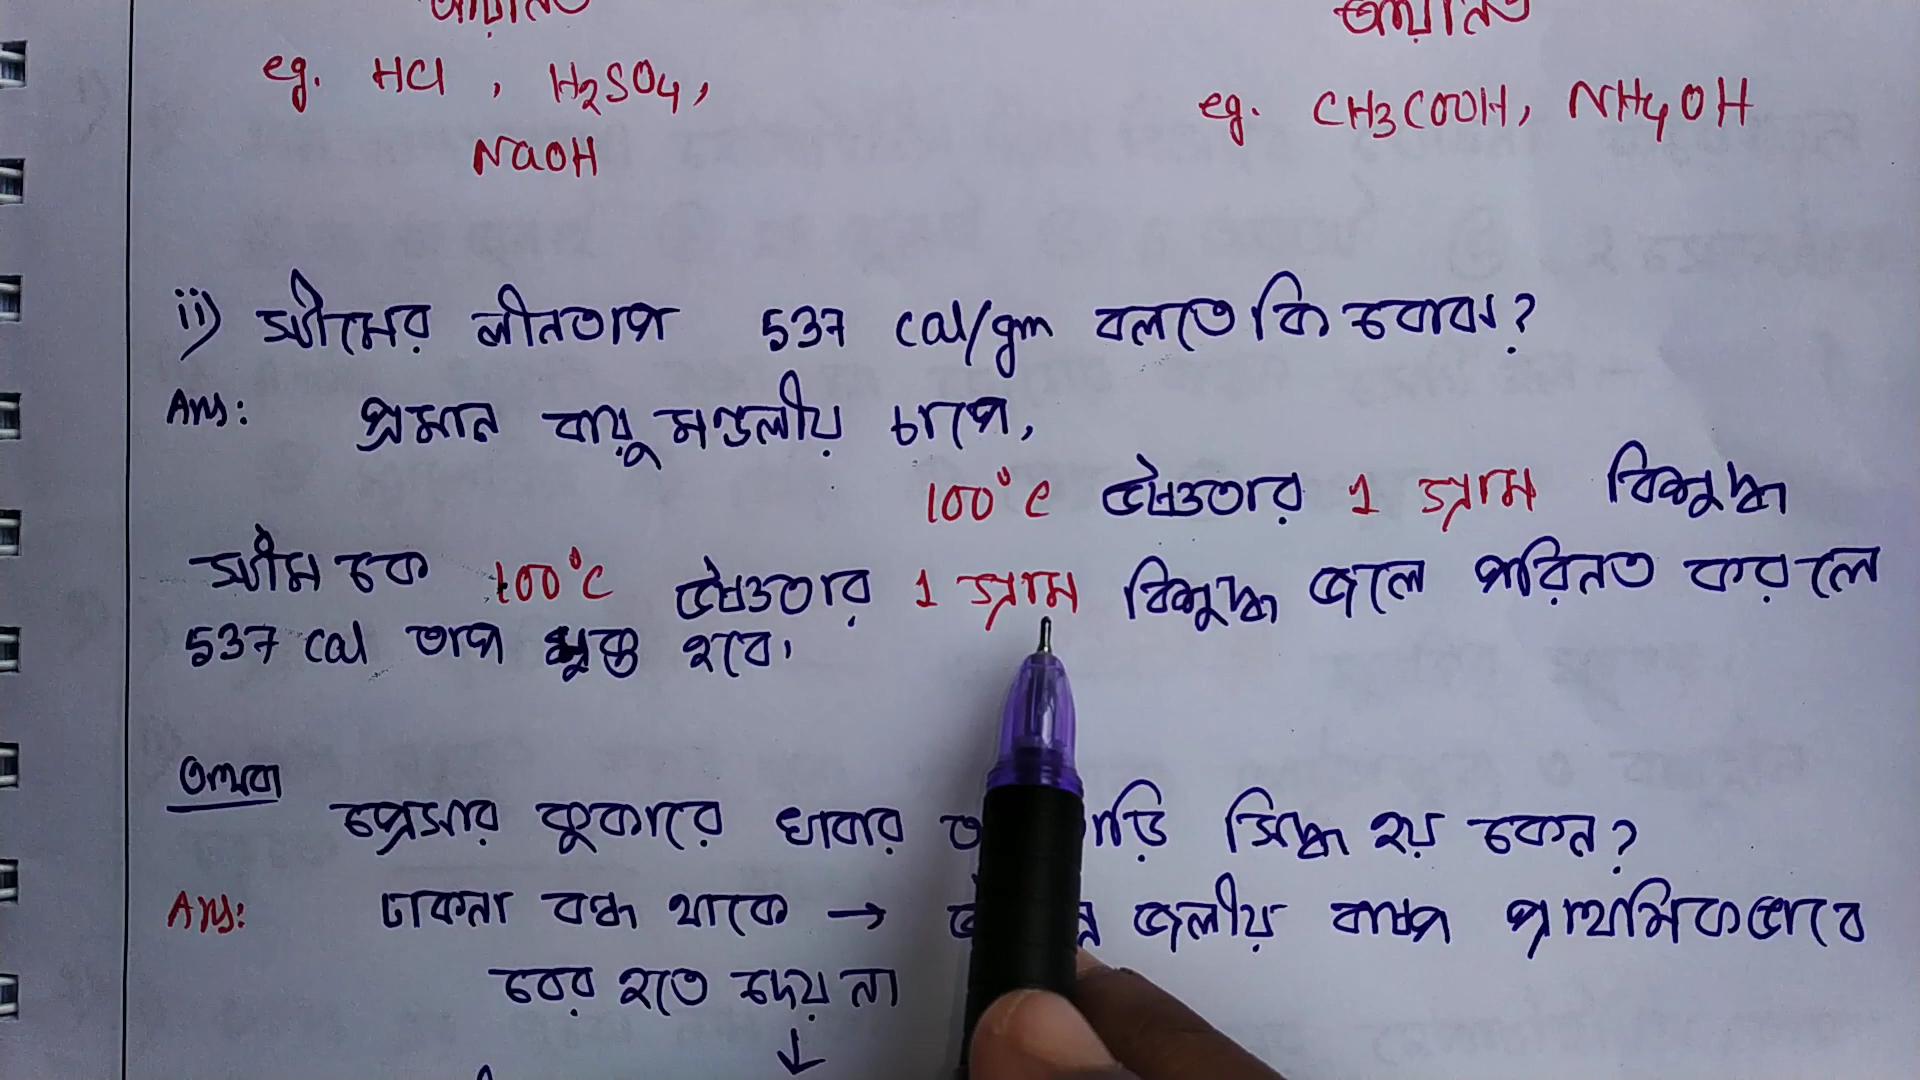 eg. HCl , H2SO4,
NaOH
eg. CH3COOH, NH4OH
ii) স্টীমের লীনতাপ 537 cal/gm বলতে কি বোঝ?
Ans: প্রমান বায়ুমণ্ডলীয় চাপে,
100°C উষ্ণতার 1 গ্রাম বিশুদ্ধ
স্টীমকে 100°C উষ্ণতার 1 গ্রাম বিশুদ্ধ জলে পরিনত করলে
537 cal তাপ মুক্ত হবে।
অথবা
প্রেসার কুকারে খাবার সিদ্ধ হয় কেন?
Ans: ঢাকনা বন্ধ থাকে → জলীয় বাষ্প প্রাথমিকভাবে
বের হতে দেয় না
↓